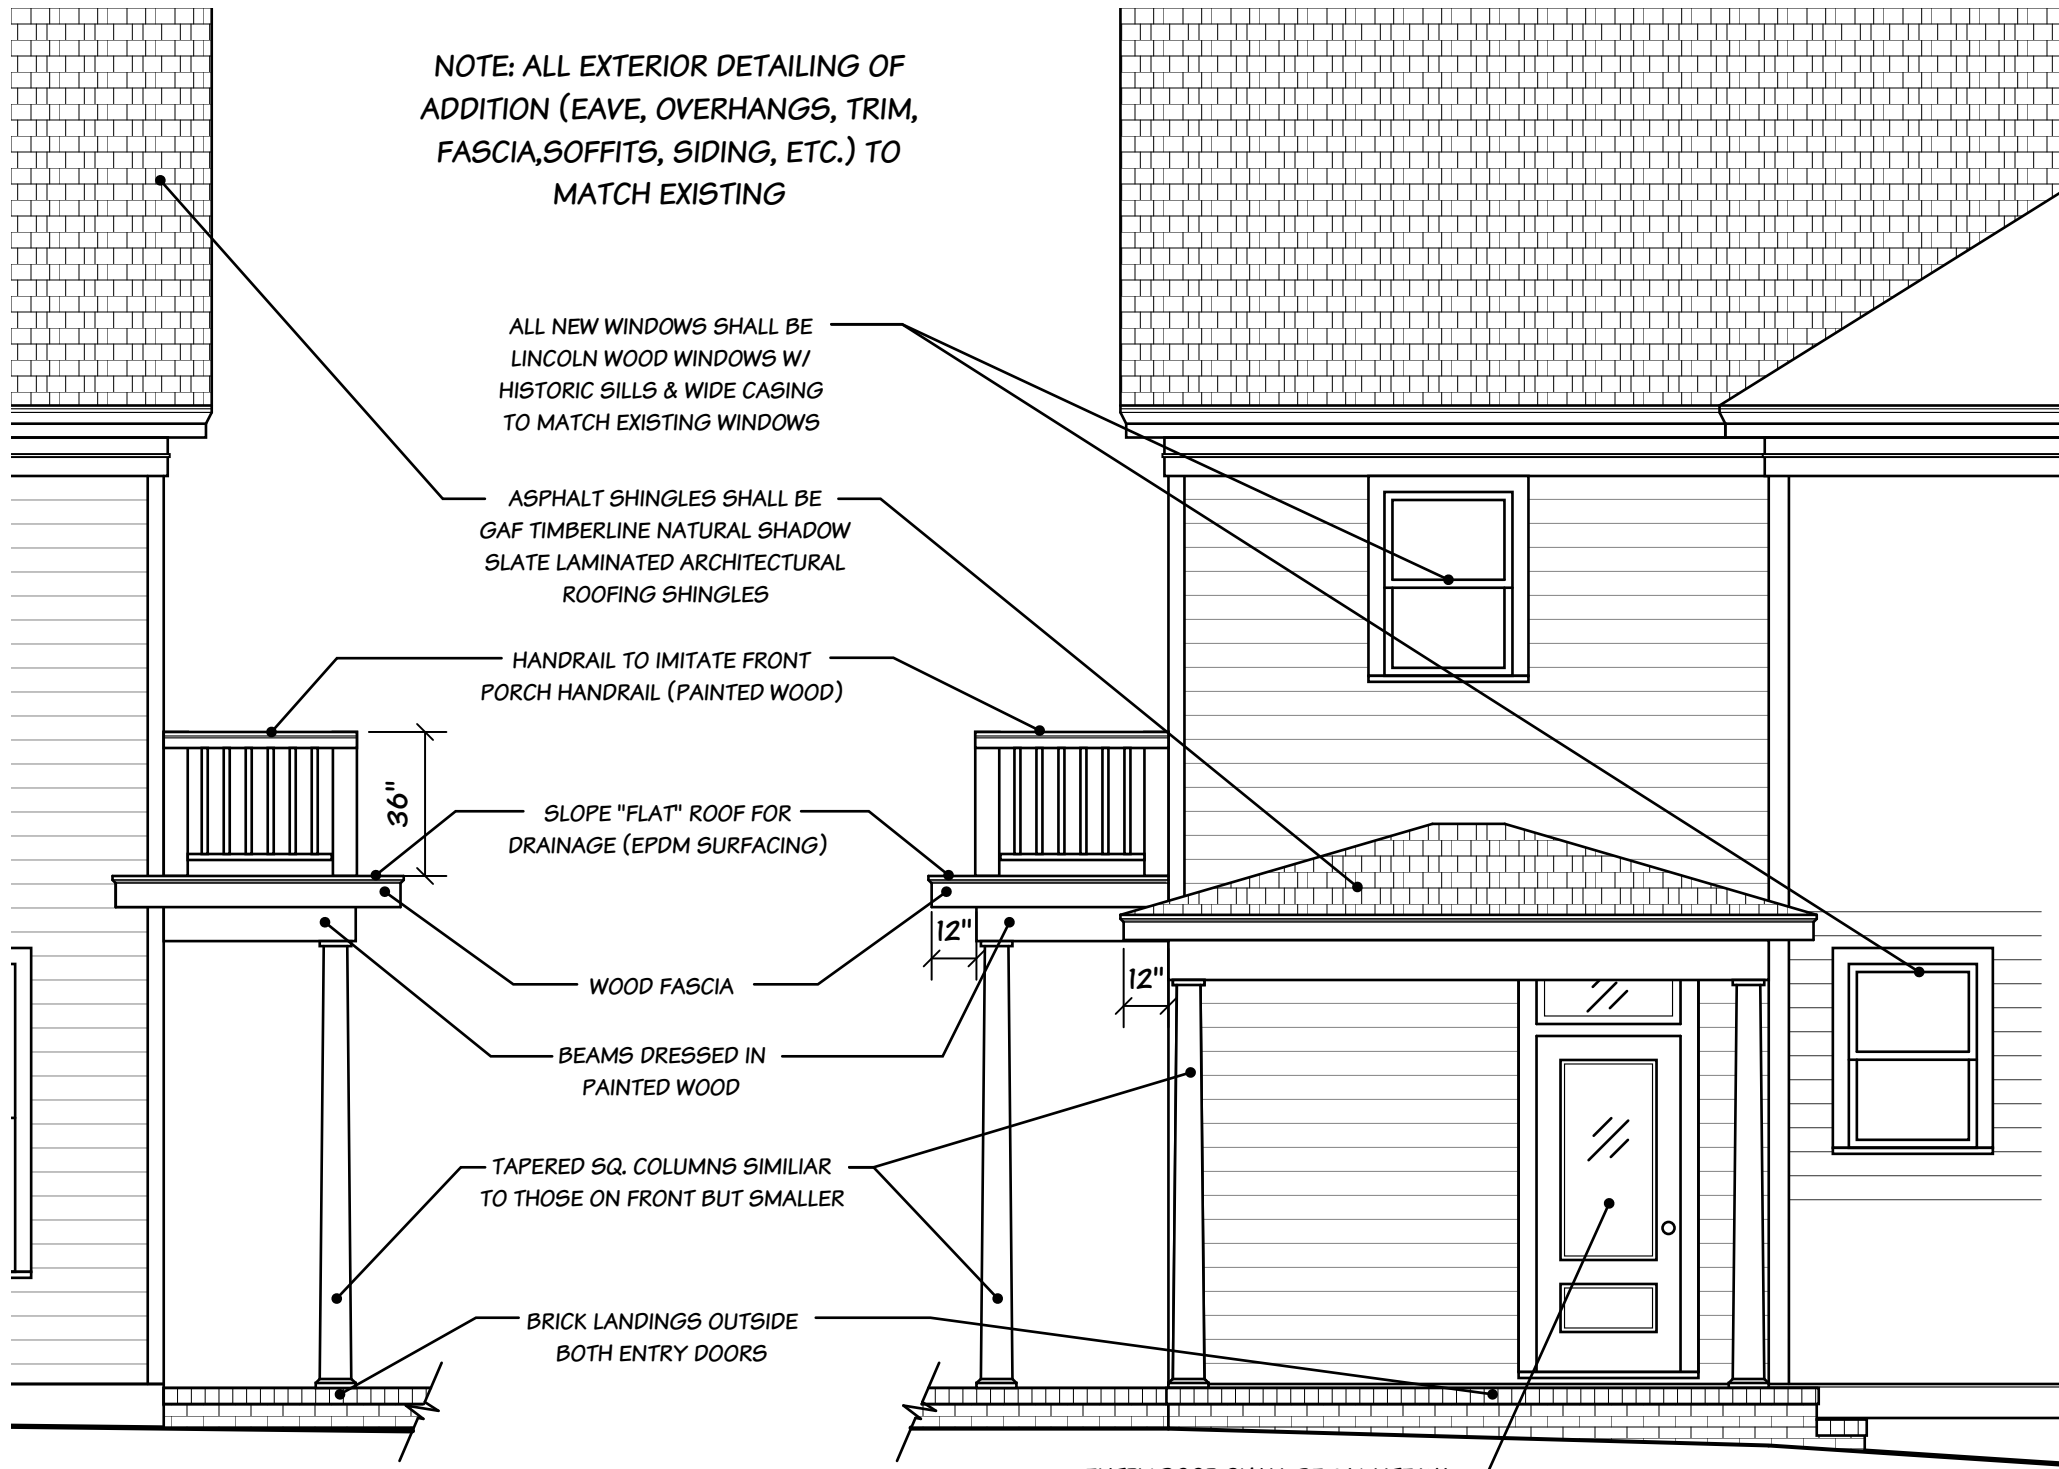 NOTE: ALL EXTERIOR DETAILING OF
ADDITION (EAVE, OVERHANGS, TRIM,
FASCIA,SOFFITS, SIDING, ETC.) TO
MATCH EXISTING
ALL NEW WINDOWS SHALL BE
LINCOLN WOOD WINDOWS W/
HISTORIC SILLS & WIDE CASING
TO MATCH EXISTING WINDOWS
ASPHALT SHINGLES SHALL BE
GAF TIMBERLINE NATURAL SHADOW
SLATE LAMINATED ARCHITECTURAL
ROOFING SHINGLES
HANDRAIL TO IMITATE FRONT
PORCH HANDRAIL (PAINTED WOOD)
36"
SLOPE "FLAT" ROOF FOR
DRAINAGE (EPDM SURFACING)
12"
12"
WOOD FASCIA
BEAMS DRESSED IN
PAINTED WOOD
TAPERED SQ. COLUMNS SIMILIAR
TO THOSE ON FRONT BUT SMALLER
BRICK LANDINGS OUTSIDE
BOTH ENTRY DOORS